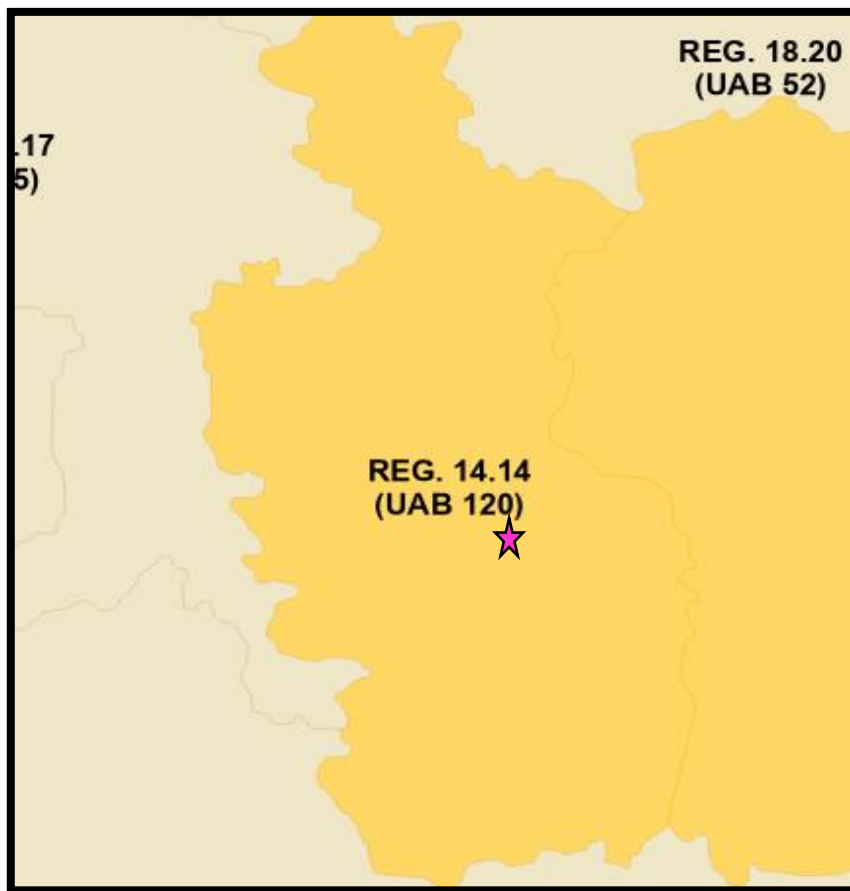 REG. 18.20
(UAB 52)
.17
5)
REG. 14.14
(UAB 120)